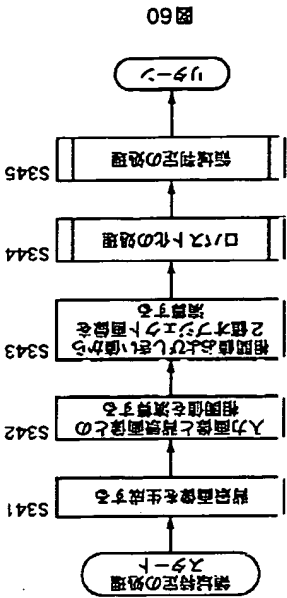 領域特定の処理
スタート
背景画像を生成する
S341
入力画像と背景画像との
相関値を演算する
S342
相関値およびしきい値から
2値オブジェクト画像を
演算する
S343
ロバスト化の処理
S344
領域判定の処理
S345
リターン
図60